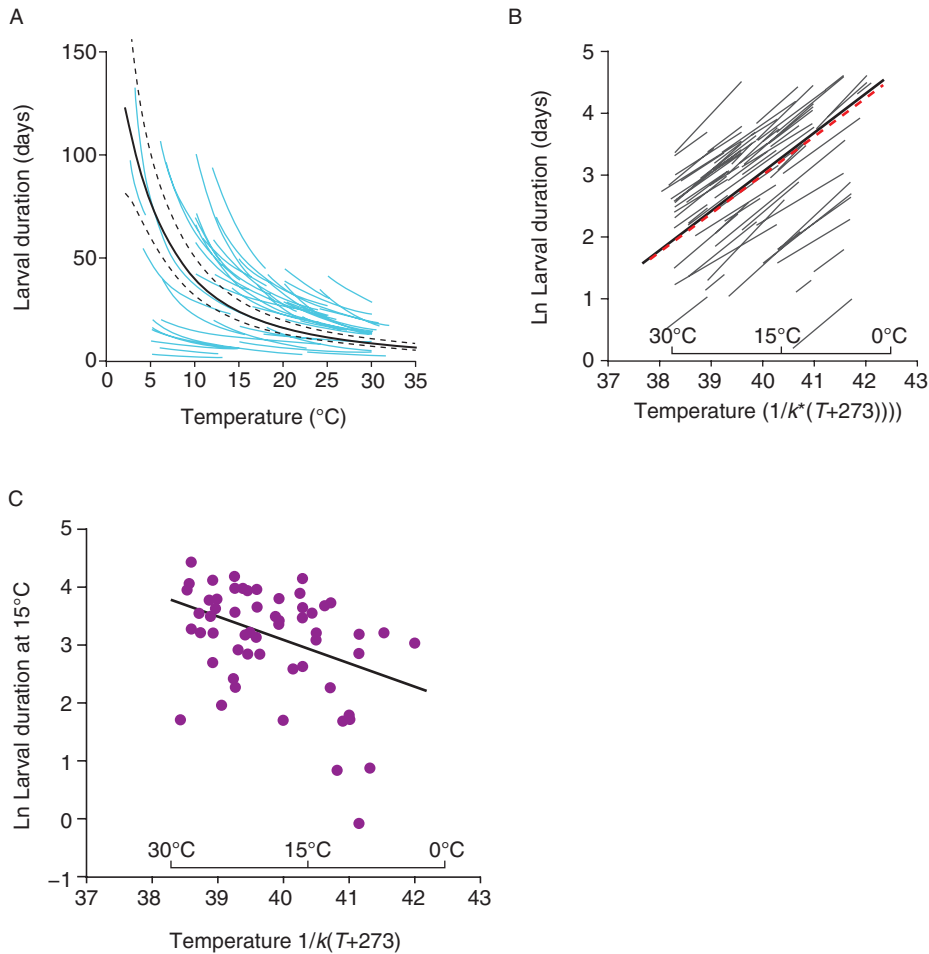 A
150
100
50
0
0 5 10 15 20 25 30 35
Larval duration (days)
Temperature (°C)
B
5
4
3
2
1
0
30°C 15°C 0°C
37 38 39 40 41 42 43
Ln Larval duration (days)
Temperature (1/k*(T+273))))
C
5
4
3
2
1
0
–1
30°C 15°C 0°C
37 38 39 40 41 42 43
Ln Larval duration at 15°C
Temperature 1/k(T+273)